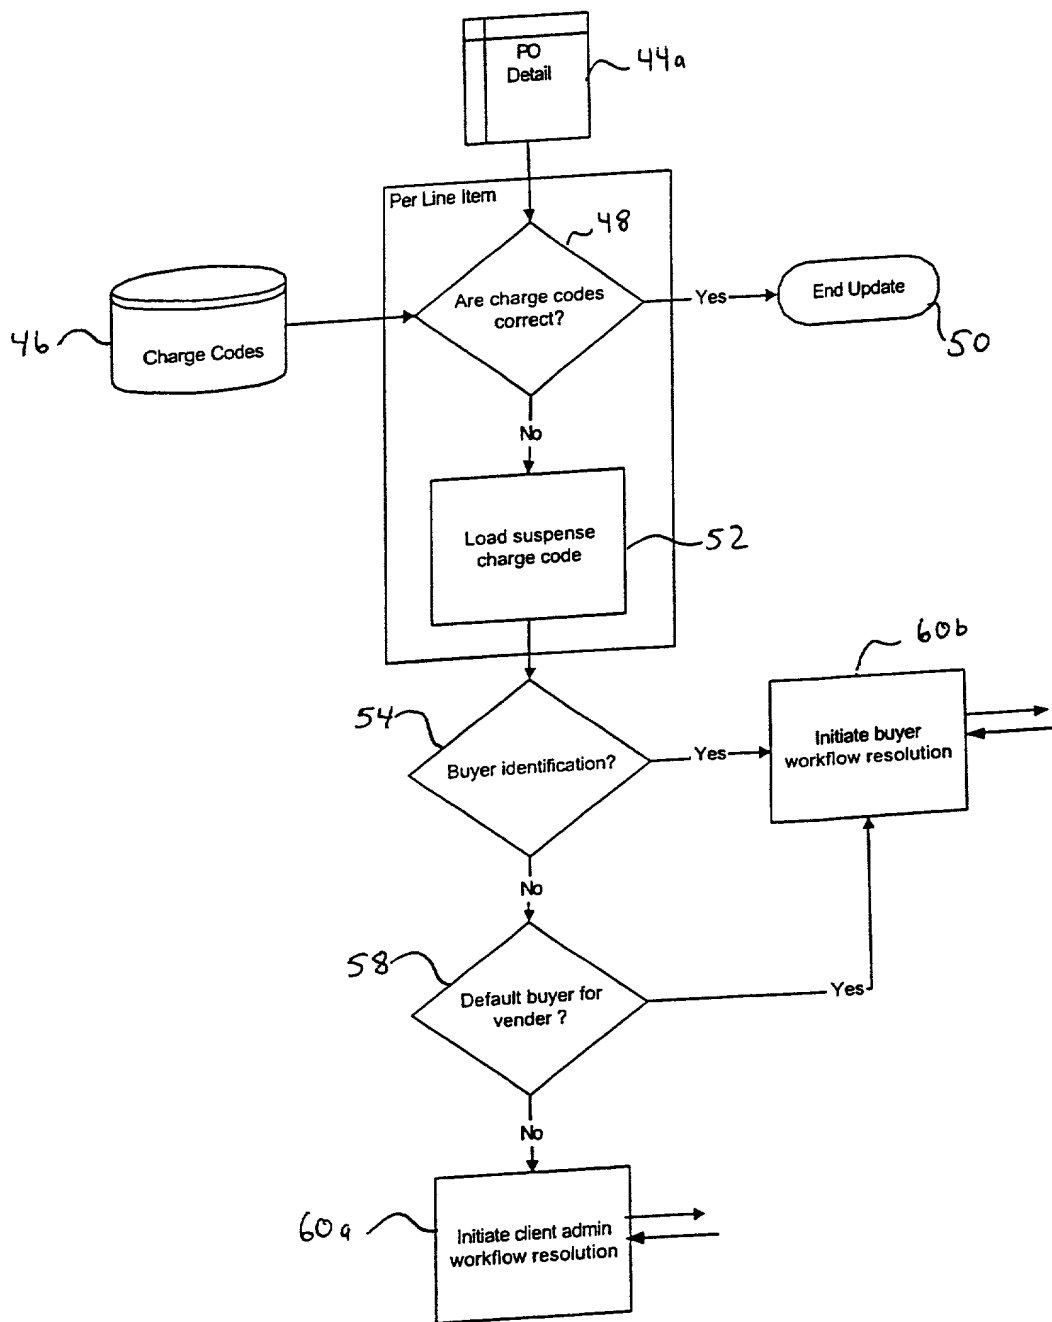 PO
Detail
44a
Per Line Item
48
Are charge codes
correct?
Yes
End Update
50
46
Charge Codes
No
Load suspense
charge code
52
60b
54
Buyer identification?
Yes
Initiate buyer
workflow resolution
No
58
Default buyer for
vender ?
Yes
No
60a
Initiate client admin
workflow resolution